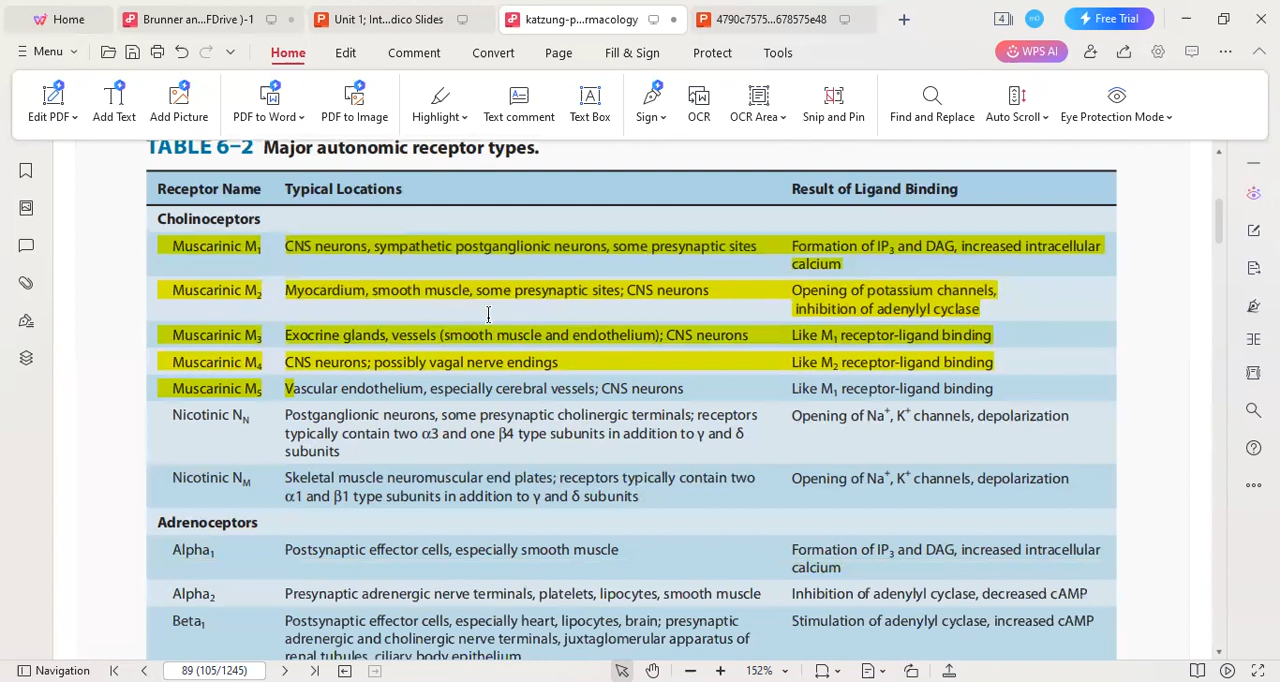 Home
Brunner an...FDrive )-1
Unit 1; Int...dico Slides
katzung-p...rmacology
4790c7575...678575e48
4
Free Trial
Menu
Home
Edit
Comment
Convert
Page
Fill & Sign
Protect
Tools
WPS AI
Edit PDF
Add Text
Add Picture
PDF to Word
PDF to Image
Highlight
Text comment
Text Box
Sign
OCR
OCR Area
Snip and Pin
Find and Replace
Auto Scroll
Eye Protection Mode
TABLE 6–2 Major autonomic receptor types.
Receptor Name Typical Locations Result of Ligand Binding
Cholinoceptors
Muscarinic M1 CNS neurons, sympathetic postganglionic neurons, some presynaptic sites Formation of IP3 and DAG, increased intracellular
calcium
Muscarinic M2 Myocardium, smooth muscle, some presynaptic sites; CNS neurons Opening of potassium channels,
inhibition of adenylyl cyclase
Muscarinic M3 Exocrine glands, vessels (smooth muscle and endothelium); CNS neurons Like M1 receptor-ligand binding
Muscarinic M4 CNS neurons; possibly vagal nerve endings Like M2 receptor-ligand binding
Muscarinic M5 Vascular endothelium, especially cerebral vessels; CNS neurons Like M1 receptor-ligand binding
Nicotinic NN Postganglionic neurons, some presynaptic cholinergic terminals; receptors Opening of Na+, K+ channels, depolarization
typically contain two α3 and one β4 type subunits in addition to γ and δ
subunits
Nicotinic NM Skeletal muscle neuromuscular end plates; receptors typically contain two Opening of Na+, K+ channels, depolarization
α1 and β1 type subunits in addition to γ and δ subunits
Adrenoceptors
Alpha1 Postsynaptic effector cells, especially smooth muscle Formation of IP3 and DAG, increased intracellular
calcium
Alpha2 Presynaptic adrenergic nerve terminals, platelets, lipocytes, smooth muscle Inhibition of adenylyl cyclase, decreased cAMP
Beta1 Postsynaptic effector cells, especially heart, lipocytes, brain; presynaptic Stimulation of adenylyl cyclase, increased cAMP
adrenergic and cholinergic nerve terminals, juxtaglomerular apparatus of
renal tubules, ciliary body epithelium
Navigation
89 (105/1245)
152%